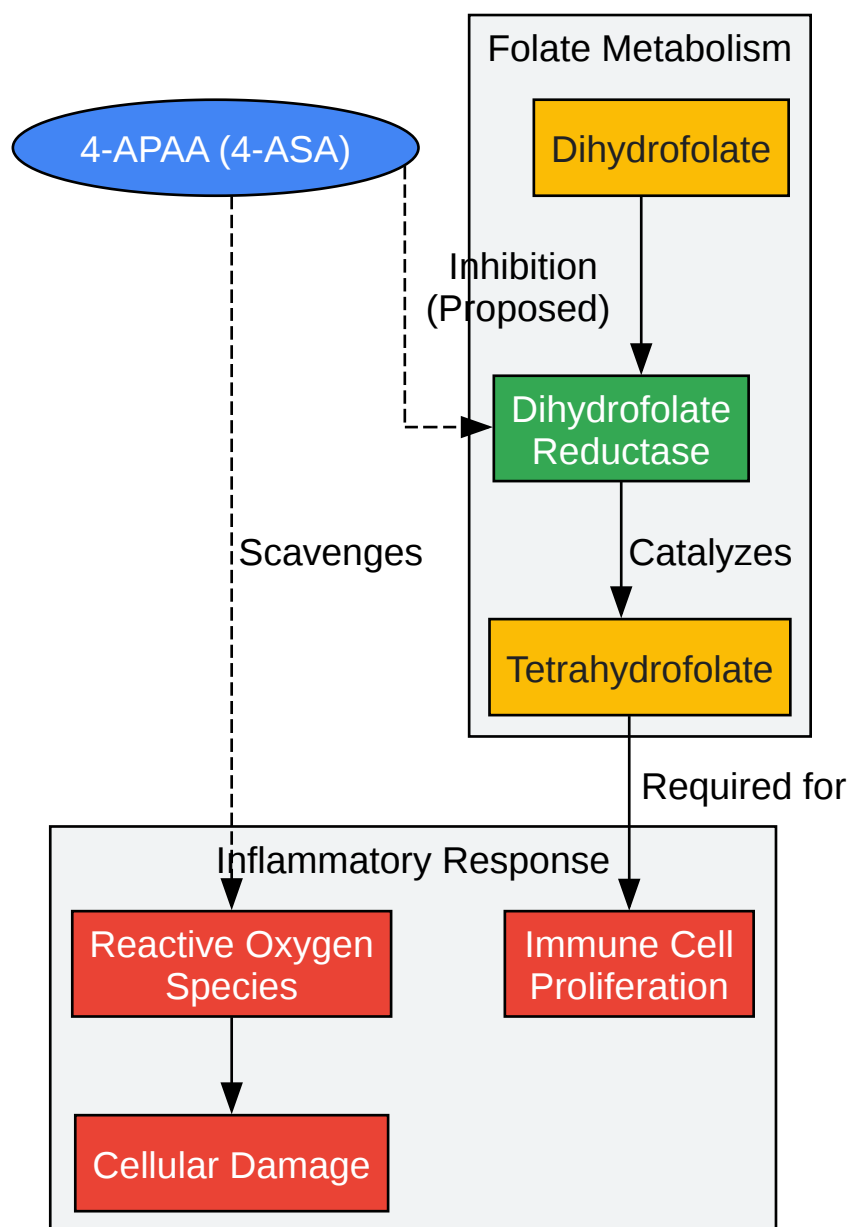 Folate Metabolism
4-APAA (4-ASA)
Dihydrofolate
Inhibition
(Proposed)
Dihydrofolate
Reductase
Scavenges
Catalyzes
Tetrahydrofolate
Required for
Inflammatory Response
Reactive Oxygen
Species
Immune Cell
Proliferation
Cellular Damage